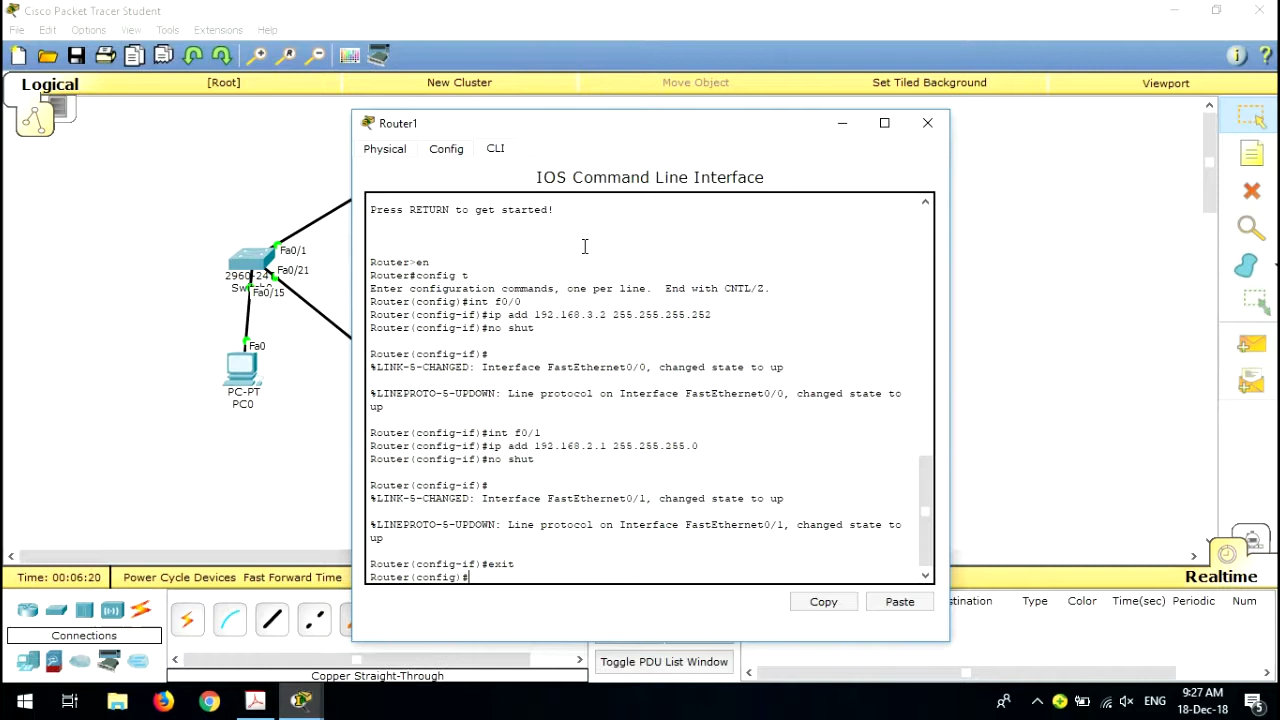 Cisco Packet Tracer Student
File Edit Options View Tools Extensions Help
Logical [Root] New Cluster Move Object Set Tiled Background Viewport
Router1
Physical Config CLI
IOS Command Line Interface
Press RETURN to get started!
Router>en
Router#config t
Enter configuration commands, one per line. End with CNTL/Z.
Router(config)#int f0/0
Router(config-if)#ip add 192.168.3.2 255.255.255.252
Router(config-if)#no shut
Router(config-if)#
%LINK-5-CHANGED: Interface FastEthernet0/0, changed state to up
%LINEPROTO-5-UPDOWN: Line protocol on Interface FastEthernet0/0, changed state to
up
Router(config-if)#int f0/1
Router(config-if)#ip add 192.168.2.1 255.255.255.0
Router(config-if)#no shut
Router(config-if)#
%LINK-5-CHANGED: Interface FastEthernet0/1, changed state to up
%LINEPROTO-5-UPDOWN: Line protocol on Interface FastEthernet0/1, changed state to
up
Router(config-if)#exit
Router(config)#
Copy Paste
Fa0/1
Fa0/21
Fa0/15
Fa0
PC-PT
PC0
Time: 00:06:20 Power Cycle Devices Fast Forward Time Realtime
Connections
Type Color Time(sec) Periodic Num
Toggle PDU List Window
Copper Straight-Through
ENG
9:27 AM
18-Dec-18
5